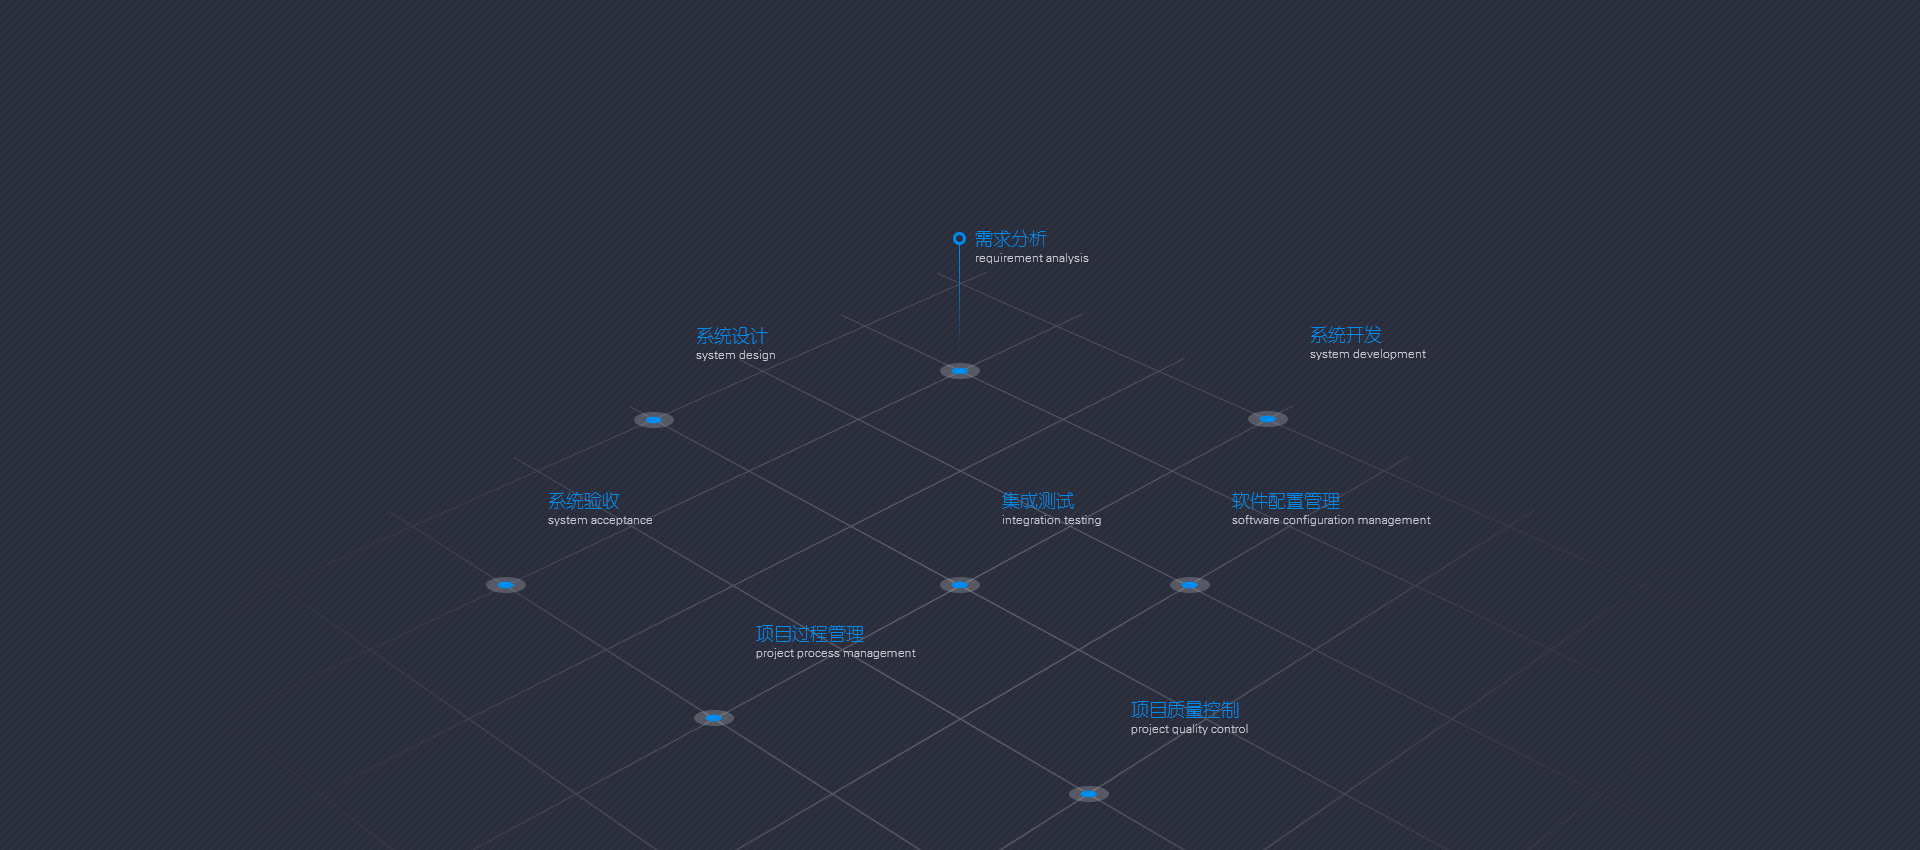 需求分析
requirement analysis
系统设计
system design
系统开发
system development
系统验收
system acceptance
集成测试
integration testing
软件配置管理
software configuration management
项目过程管理
project process management
项目质量控制
project quality control